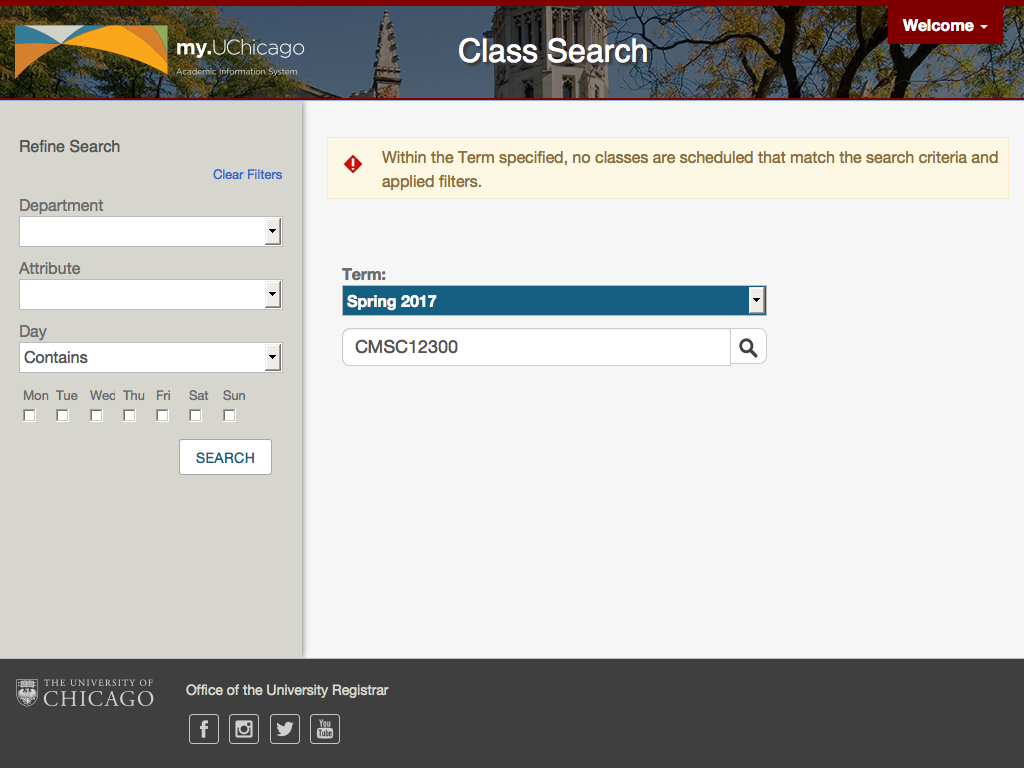 my.UChicago
Academic Information System
Class Search
Welcome
Refine Search
Clear Filters
Department
Attribute
Day
Contains
Mon Tue Wed Thu Fri Sat Sun
SEARCH
Within the Term specified, no classes are scheduled that match the search criteria and
applied filters.
Term:
Spring 2017
CMSC12300
THE UNIVERSITY OF
CHICAGO
Office of the University Registrar
f
You
Tube